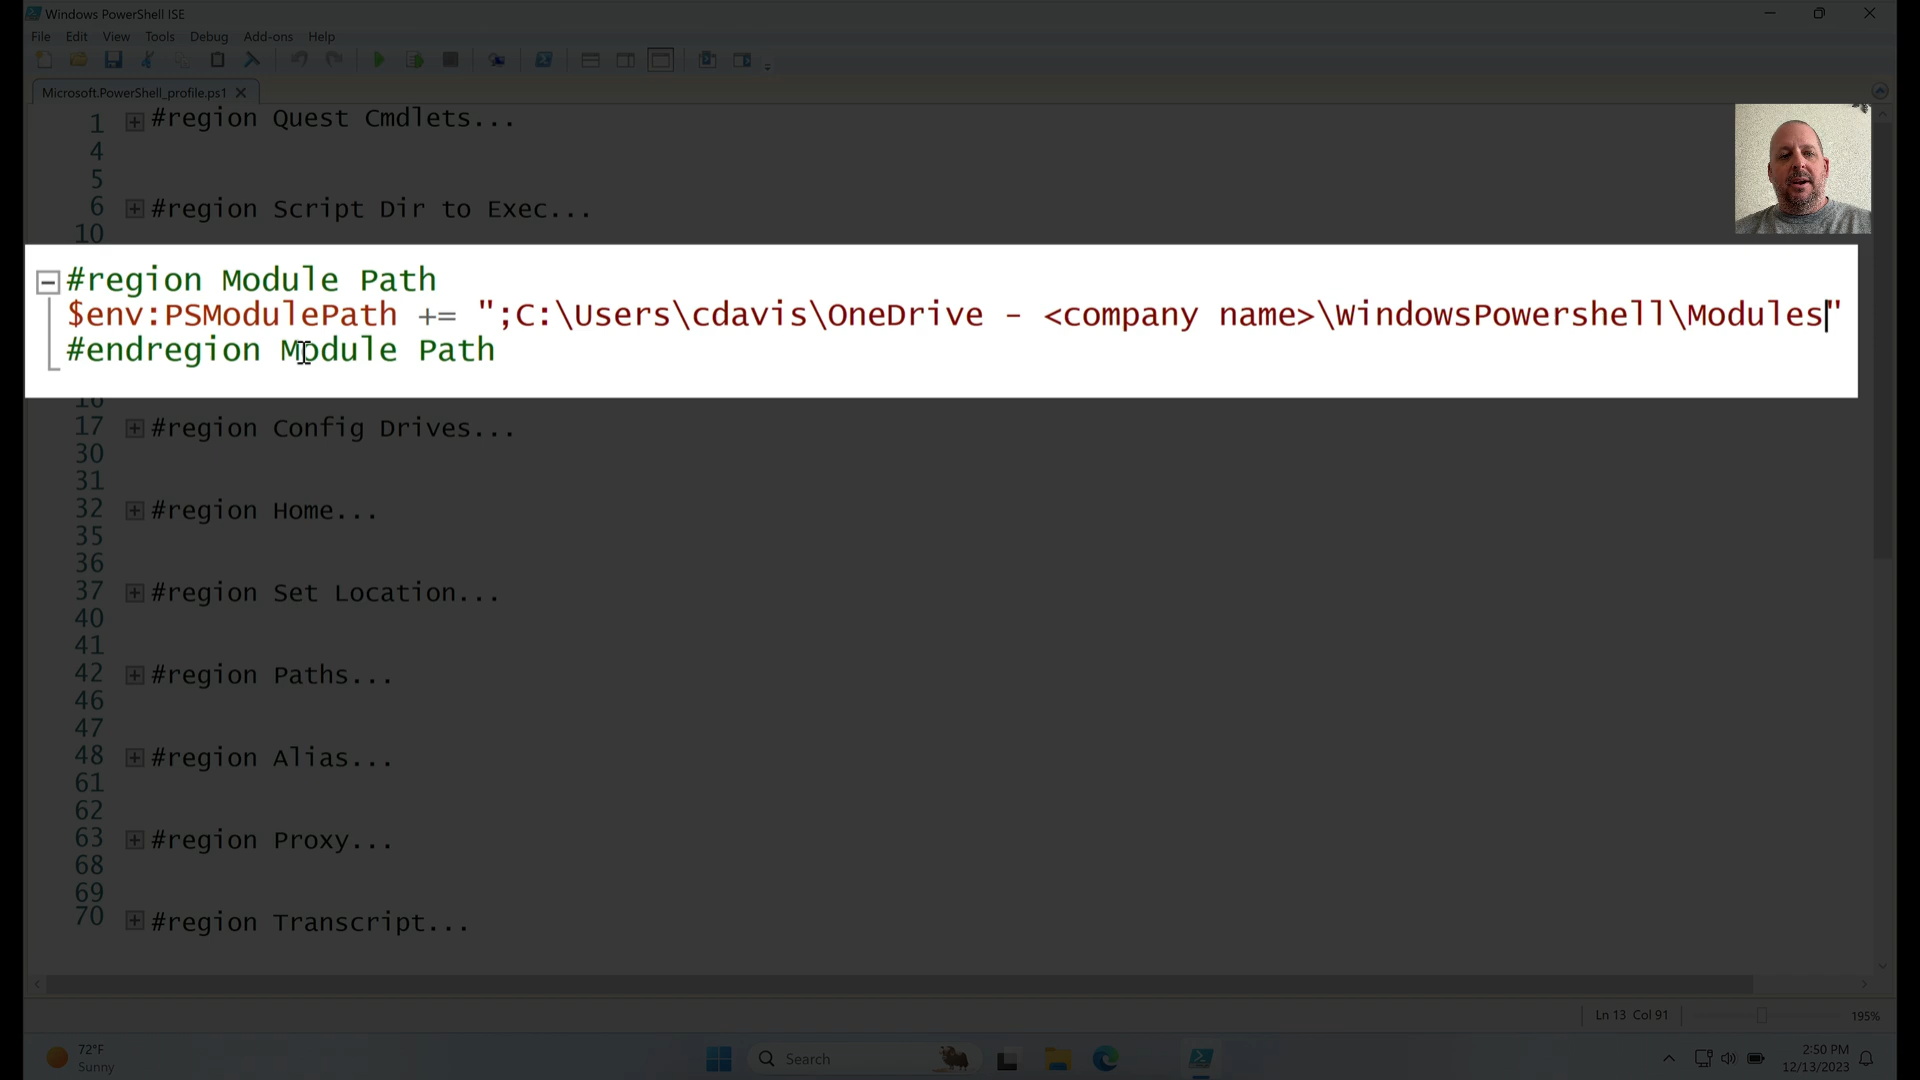 Windows PowerShell ISE
File Edit View Tools Debug Add-ons Help
Microsoft.PowerShell_profile.ps1
1 #region Quest Cmdlets...
4
5
6 #region Script Dir to Exec...
10
#region Module Path
$env:PSModulePath += ";C:\Users\cdavis\OneDrive - <company name>\WindowsPowershell\Modules"
#endregion Module Path
16
17 #region Config Drives...
30
31
32 #region Home...
35
36
37 #region Set Location...
40
41
42 #region Paths...
46
47
48 #region Alias...
61
62
63 #region Proxy...
68
69
70 #region Transcript...
Ln 13 Col 91 195%
72°F
Sunny
Search
2:50 PM
12/13/2023